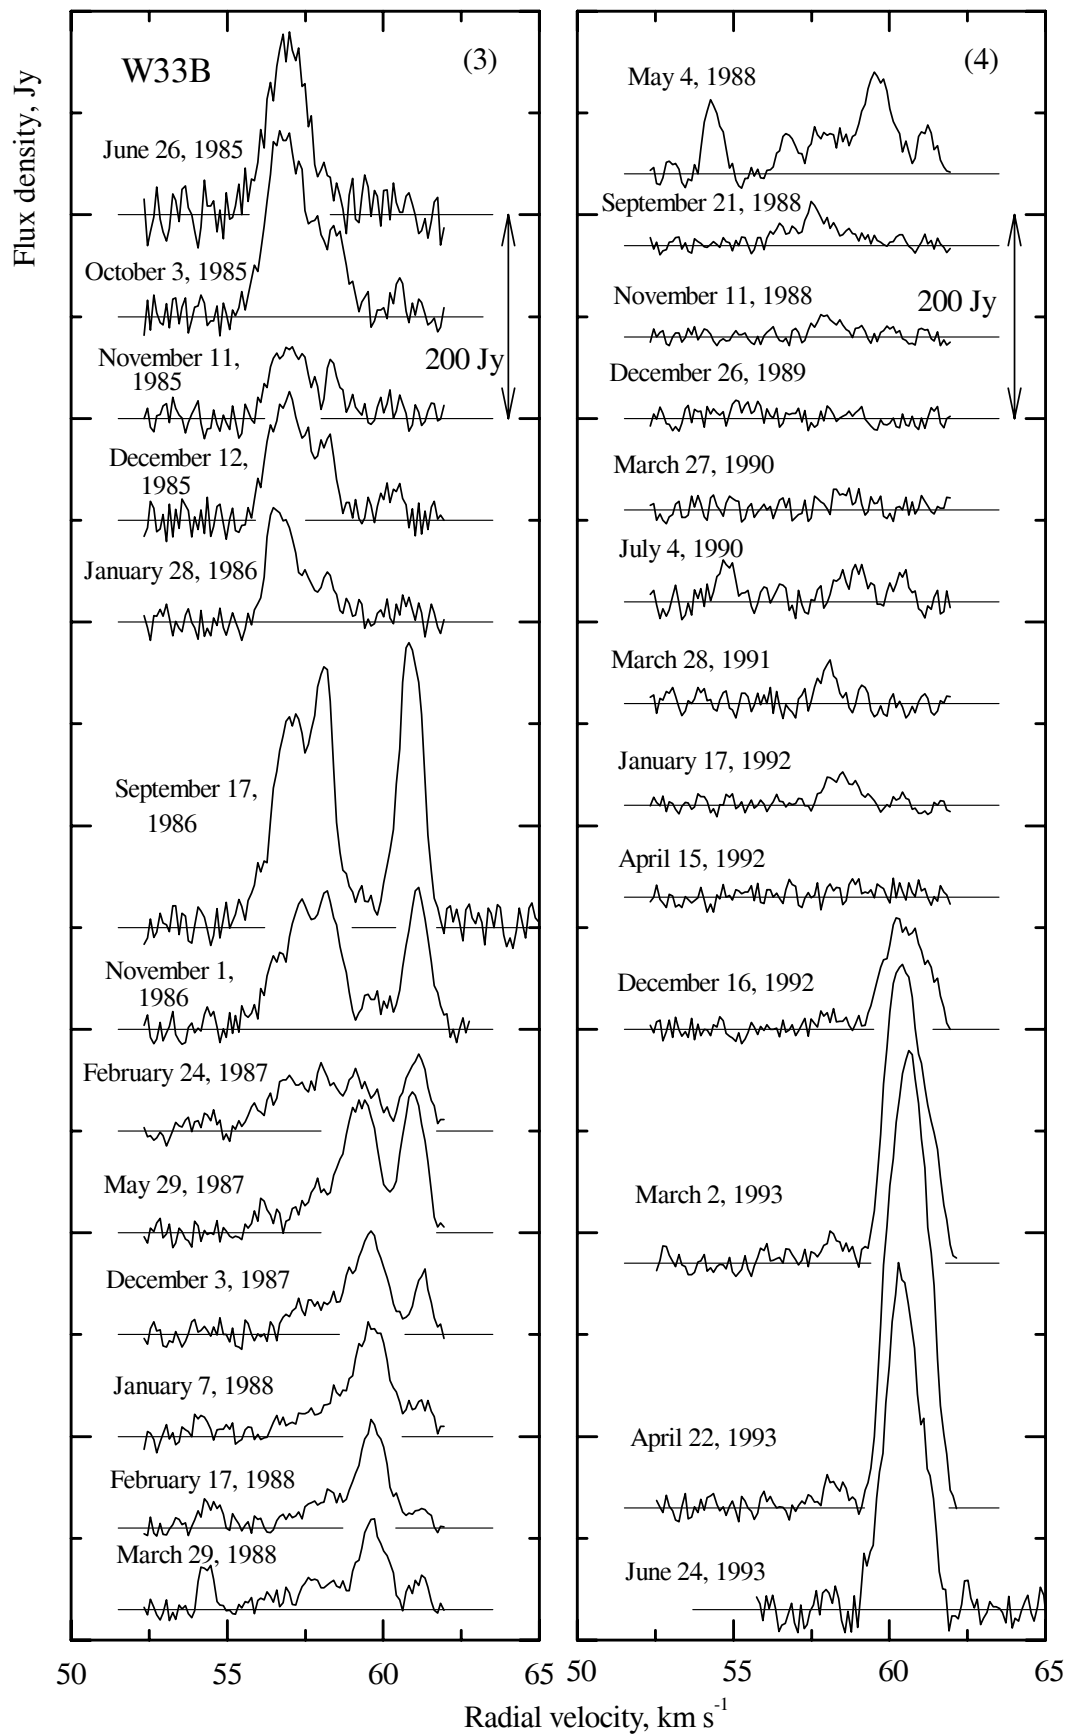 Flux density, Jy
W33B
(3)
June 26, 1985
October 3, 1985
200 Jy
November 11,
1985
December 12,
1985
January 28, 1986
September 17,
1986
November 1,
1986
February 24, 1987
May 29, 1987
December 3, 1987
January 7, 1988
February 17, 1988
March 29, 1988
50 55 60 65
(4)
May 4, 1988
September 21, 1988
November 11, 1988
200 Jy
December 26, 1989
March 27, 1990
July 4, 1990
March 28, 1991
January 17, 1992
April 15, 1992
December 16, 1992
March 2, 1993
April 22, 1993
June 24, 1993
50 55 60 65
Radial velocity, km s⁻¹